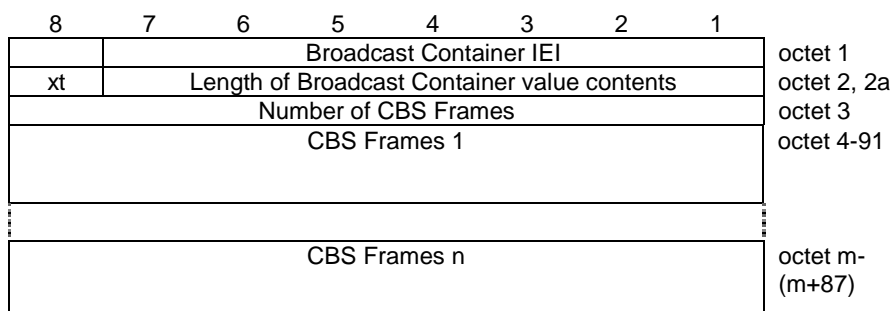 8 7 6 5 4 3 2 1
Broadcast Container IEI octet 1
xt Length of Broadcast Container value contents octet 2, 2a
Number of CBS Frames octet 3
CBS Frames 1 octet 4-91
CBS Frames n octet m-
(m+87)